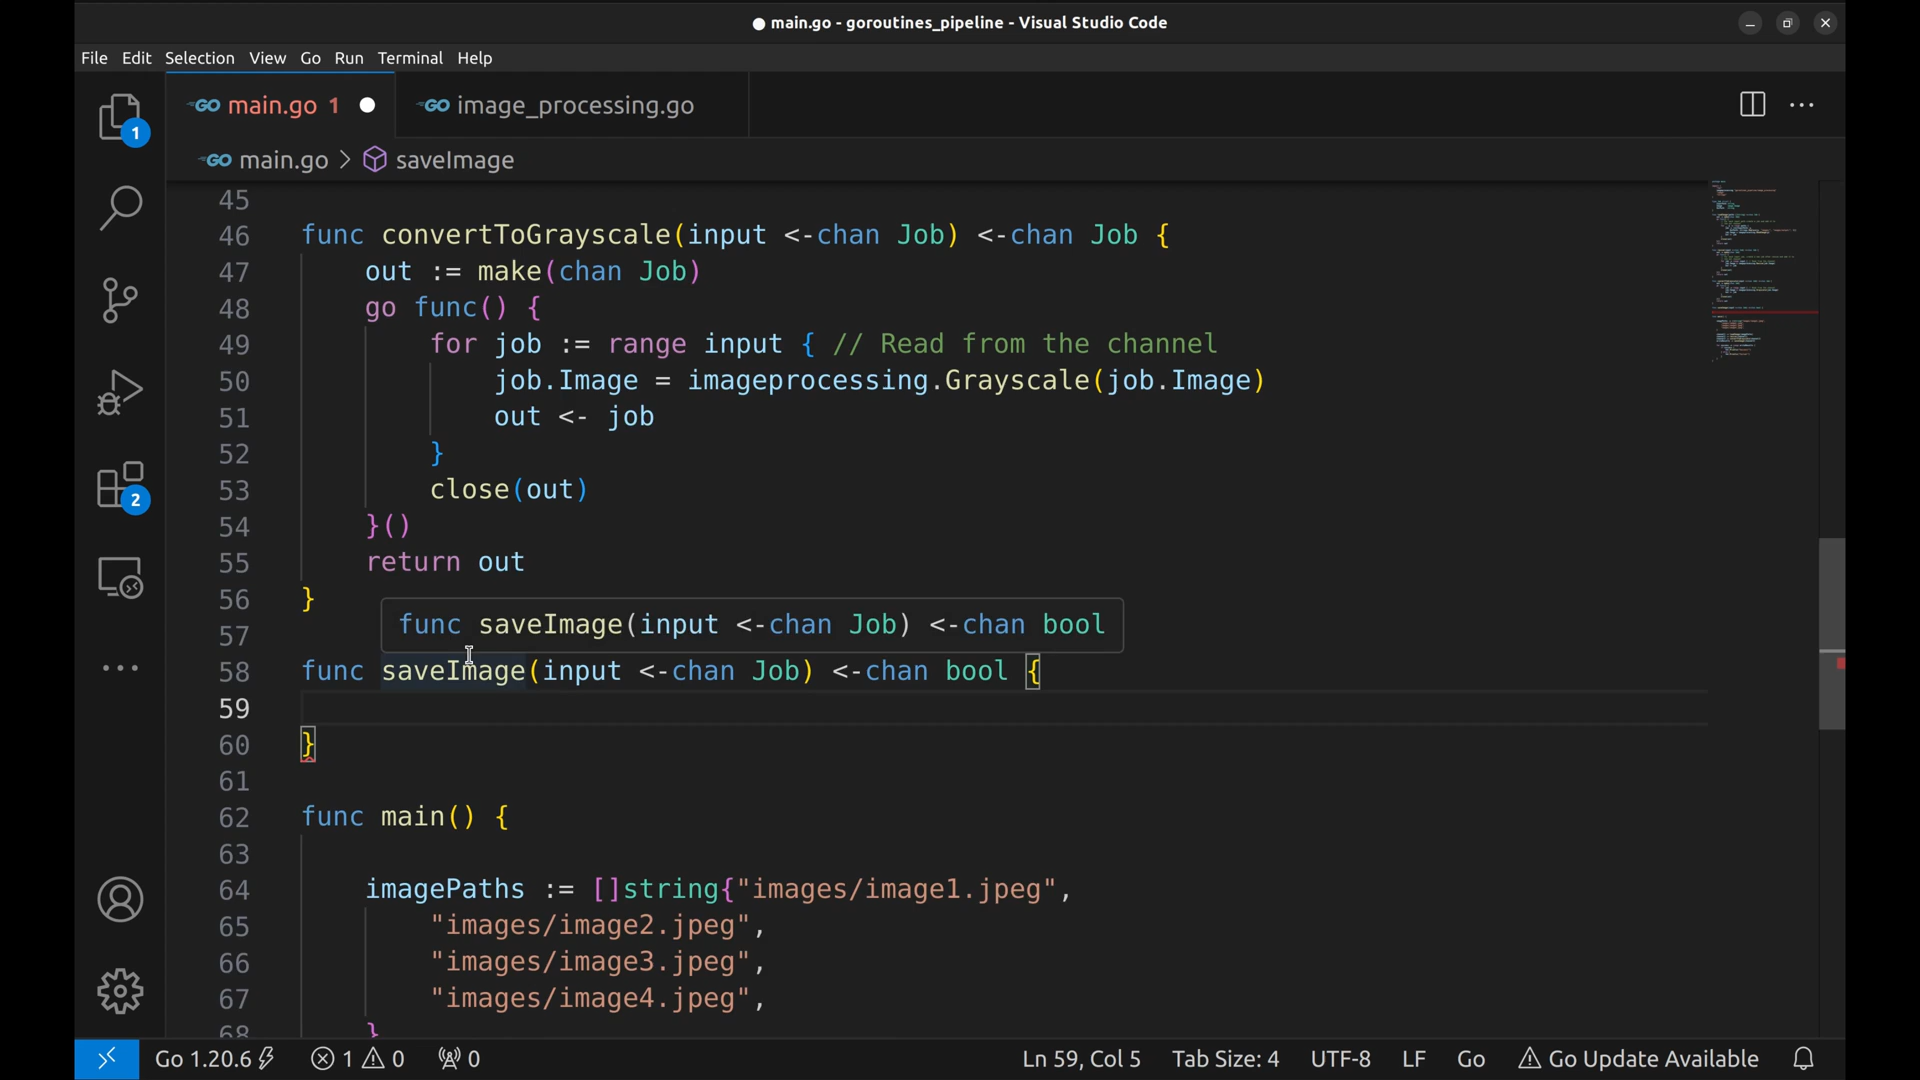 main.go - goroutines_pipeline - Visual Studio Code
File Edit Selection View Go Run Terminal Help
GO main.go 1 GO image_processing.go
GO main.go > saveImage
45
46 func convertToGrayscale(input <-chan Job) <-chan Job {
47 out := make(chan Job)
48 go func() {
49 for job := range input { // Read from the channel
50 job.Image = imageprocessing.Grayscale(job.Image)
51 out <- job
52 }
53 close(out)
54 }()
55 return out
56 }
func saveImage(input <-chan Job) <-chan bool
57
58 func saveImage(input <-chan Job) <-chan bool {
59
60 }
61
62 func main() {
63
64 imagePaths := []string{"images/image1.jpeg",
65 "images/image2.jpeg",
66 "images/image3.jpeg",
67 "images/image4.jpeg",
68 }
1
2
Go 1.20.6 1 0 0 Ln 59, Col 5 Tab Size: 4 UTF-8 LF Go Go Update Available